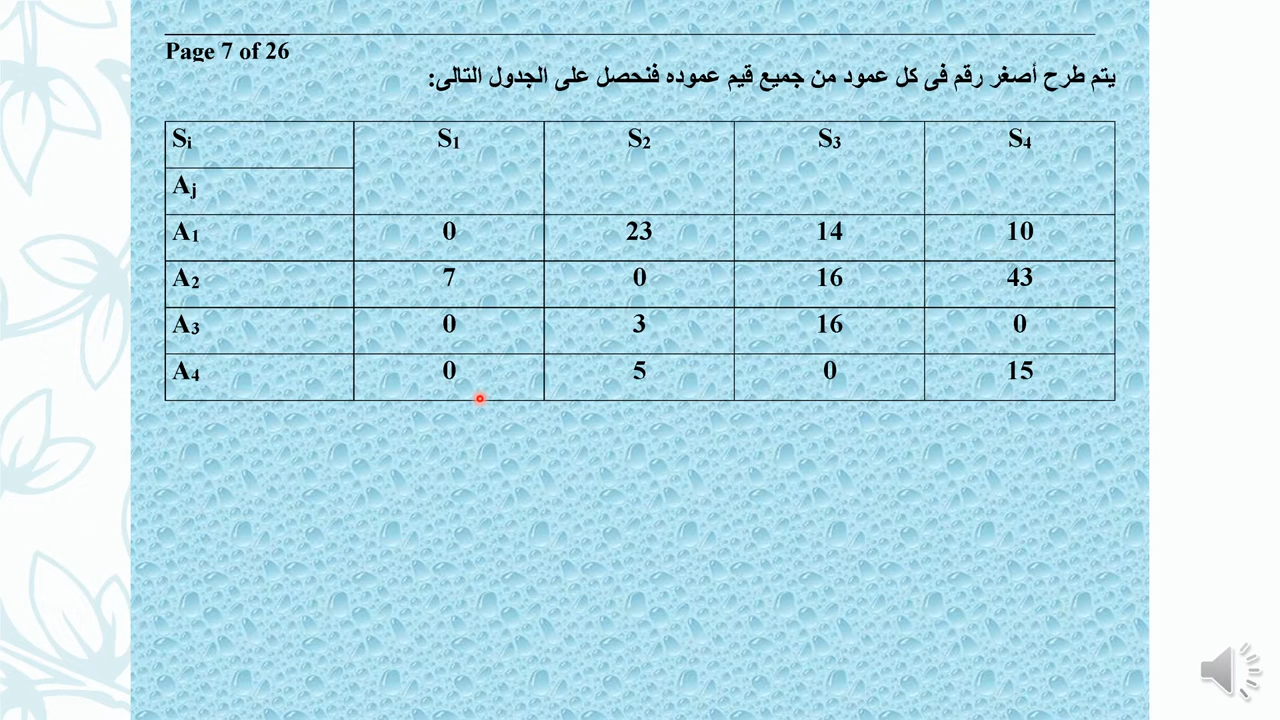 Page 7 of 26
يتم طرح أصغر رقم فى كل عمود من جميع قيم عموده فنحصل على الجدول التالى:
Si S1 S2 S3 S4
Aj
A1 0 23 14 10
A2 7 0 16 43
A3 0 3 16 0
A4 0 5 0 15